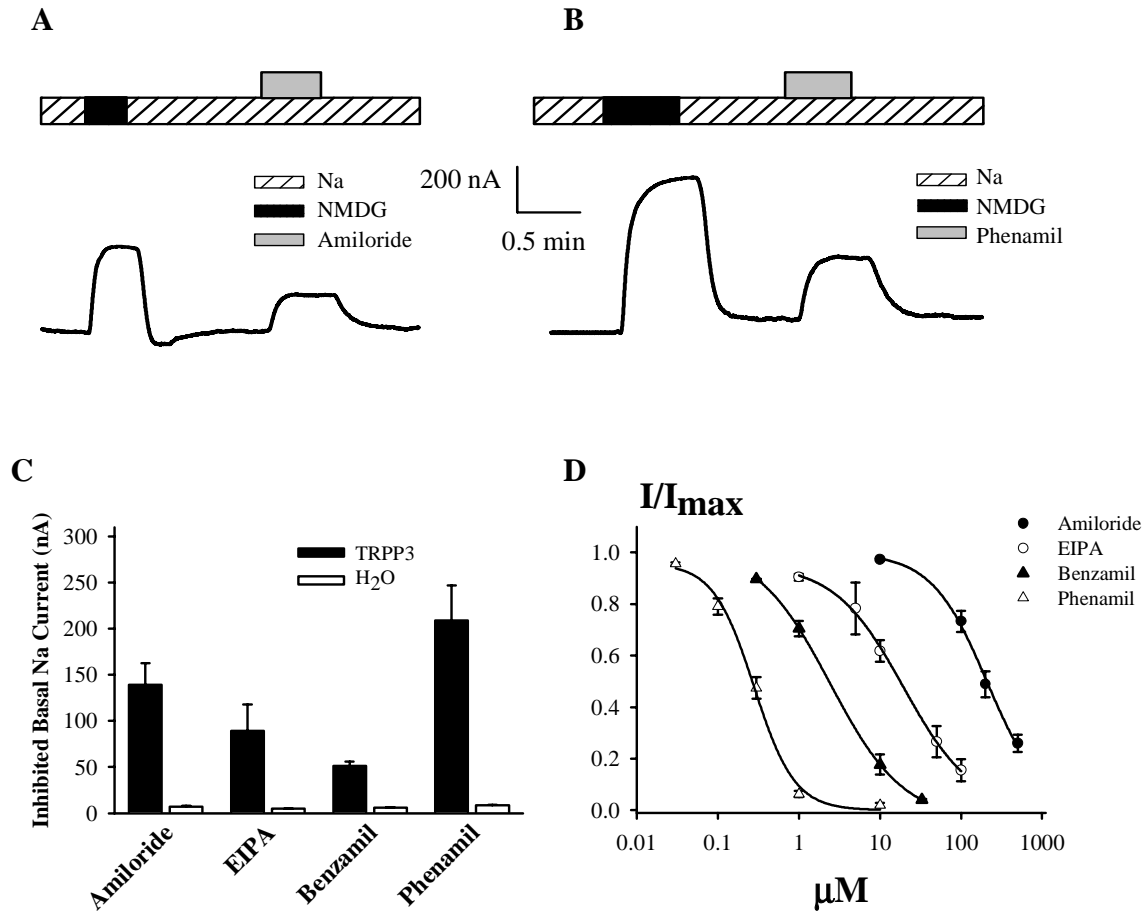 A
B
Na
NMDG
Amiloride
200 nA
0.5 min
Na
NMDG
Phenamil
C
D
Inhibited Basal Na Current (nA)
300
250
200
150
100
50
0
TRPP3
H2O
Amiloride
EIPA
Benzamil
Phenamil
I/Imax
Amiloride
EIPA
Benzamil
Phenamil
1.0
0.8
0.6
0.4
0.2
0.0
0.01 0.1 1 10 100 1000
μM